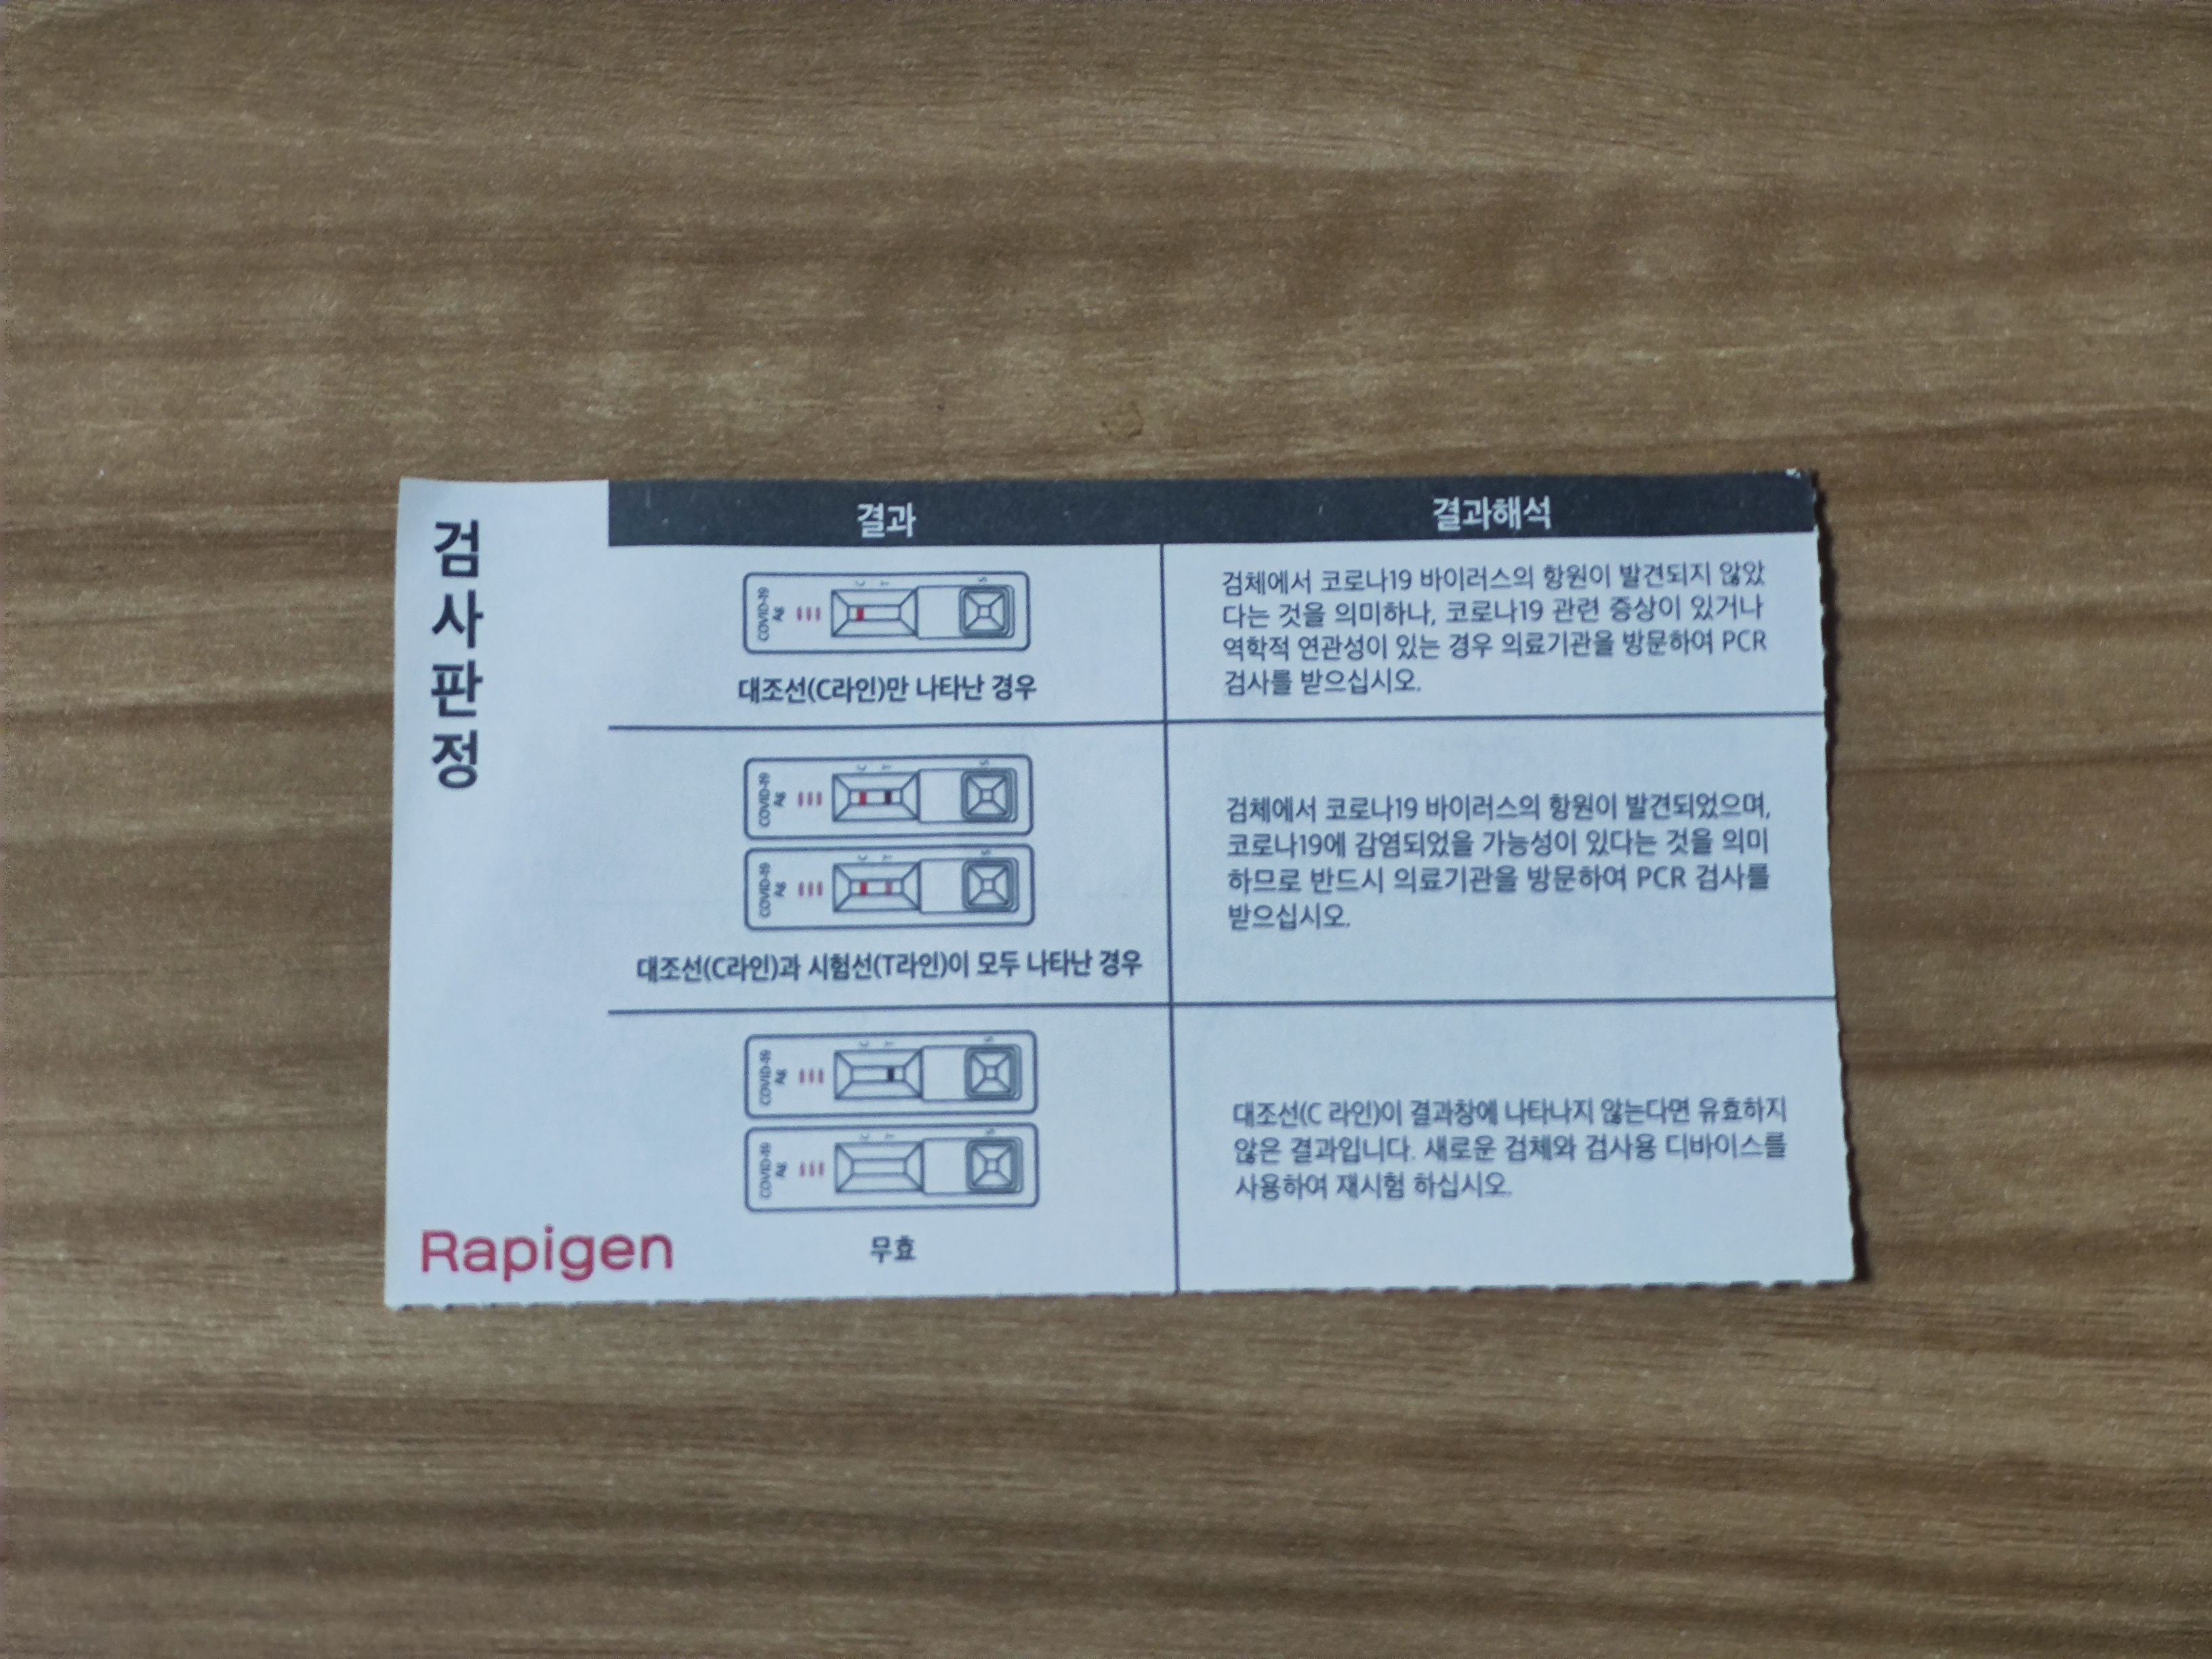 검사판정
결과
결과해석
COVID-19
Ag
C T
S
대조선(C라인)만 나타난 경우
검체에서 코로나19 바이러스의 항원이 발견되지 않았
다는 것을 의미하나, 코로나19 관련 증상이 있거나
역학적 연관성이 있는 경우 의료기관을 방문하여 PCR
검사를 받으십시오.
COVID-19
Ag
C T
S
COVID-19
Ag
C T
S
대조선(C라인)과 시험선(T라인)이 모두 나타난 경우
검체에서 코로나19 바이러스의 항원이 발견되었으며,
코로나19에 감염되었을 가능성이 있다는 것을 의미
하므로 반드시 의료기관을 방문하여 PCR 검사를
받으십시오.
COVID-19
Ag
C T
S
COVID-19
Ag
C T
S
무효
대조선(C 라인)이 결과창에 나타나지 않는다면 유효하지
않은 결과입니다. 새로운 검체와 검사용 디바이스를
사용하여 재시험 하십시오.
Rapigen